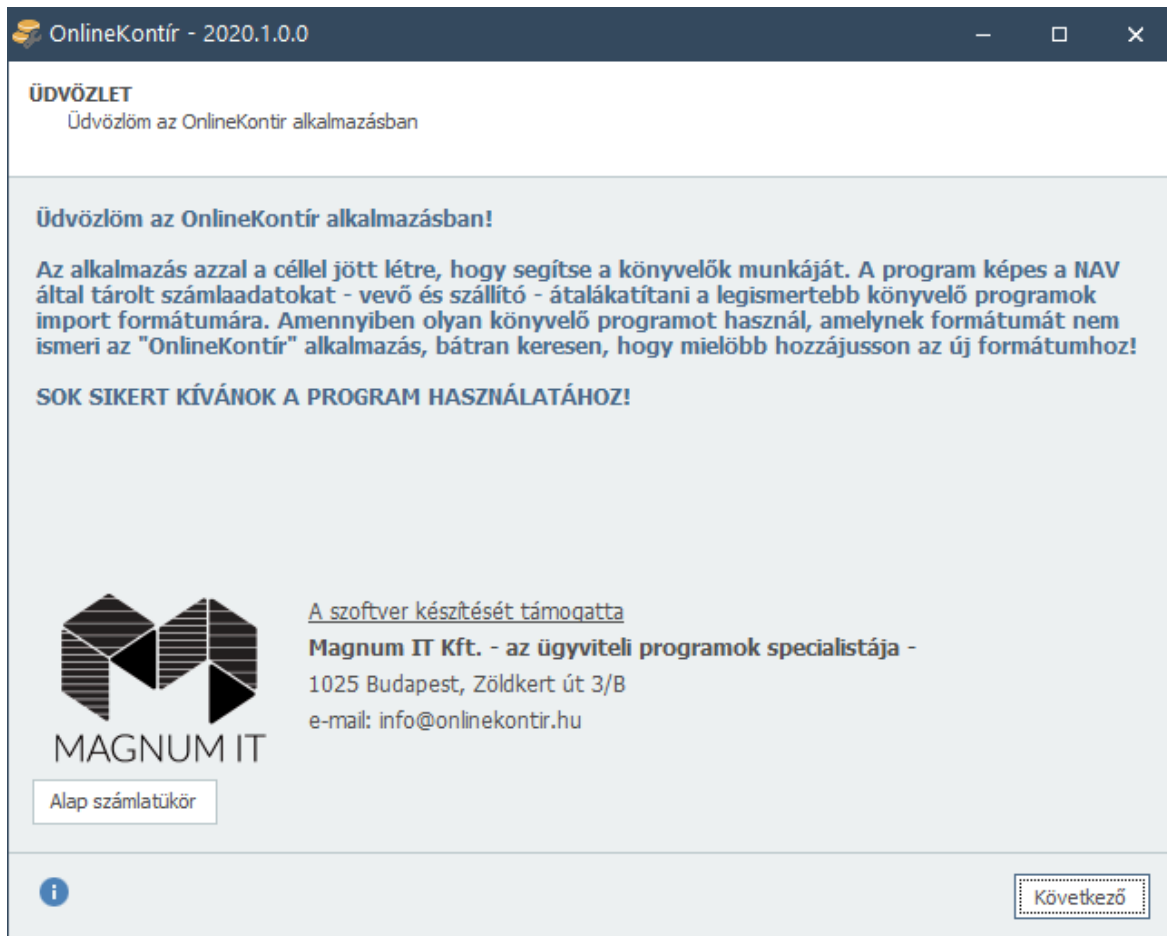 OnlineKontír - 2020.1.0.0
ÜDVÖZLET
Üdvözlöm az OnlineKontir alkalmazásban
Üdvözlöm az OnlineKontír alkalmazásban!
Az alkalmazás azzal a céllel jött létre, hogy segítse a könyvelők munkáját. A program képes a NAV
által tárolt számlaadatokat - vevő és szállító - átalákatítani a legismertebb könyvelő programok
import formátumára. Amennyiben olyan könyvelő programot használ, amelynek formátumát nem
ismeri az "OnlineKontír" alkalmazás, bátran keresen, hogy mielöbb hozzájusson az új formátumhoz!
SOK SIKERT KÍVÁNOK A PROGRAM HASZNÁLATÁHOZ!
A szoftver készítését támogatta
Magnum IT Kft. - az ügyviteli programok specialistája -
1025 Budapest, Zöldkert út 3/B
e-mail: info@onlinekontir.hu
MAGNUM IT
Alap számlatükör
Következő